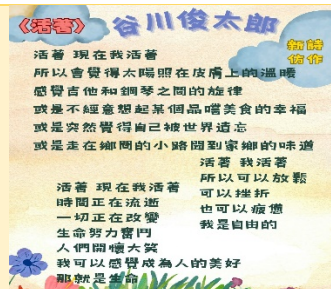 《活著》谷川俊太郎
新詩仿作
活著 現在我活著
所以會覺得太陽照在皮膚上的溫暖
感覺吉他和鋼琴之間的旋律
或是不經意想起某個品嚐美食的幸福
或是突然覺得自己被世界遺忘
或是走在鄉間的小路聞到家鄉的味道
活著 我活著
所以可以放鬆
可以挫折
也可以疲憊
我是自由的
活著 現在我活著
時間正在流逝
一切正在改變
生命努力奮鬥
人們開懷大笑
我可以感覺成為人的美好
那就是生命